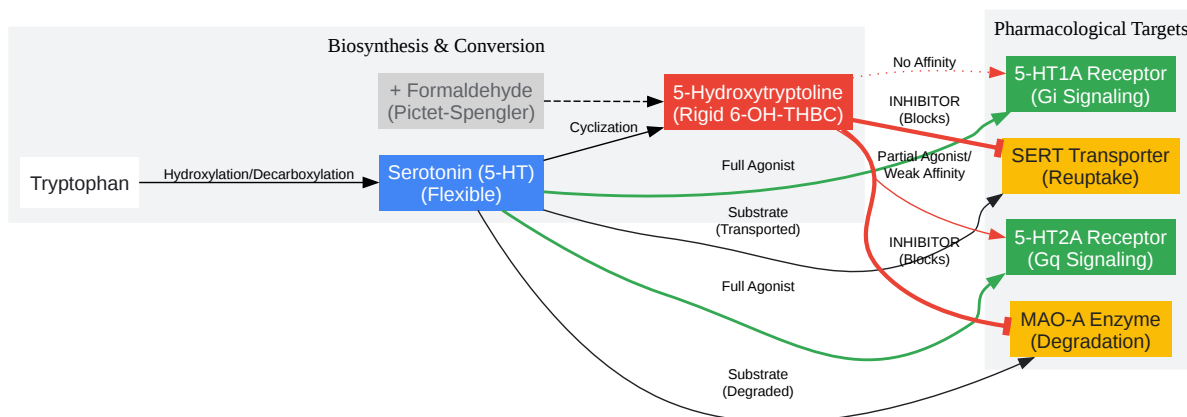 Biosynthesis & Conversion
Pharmacological Targets
+ Formaldehyde
(Pictet-Spengler)
5-Hydroxytryptoline
(Rigid 6-OH-THBC)
No Affinity
5-HT1A Receptor
(Gi Signaling)
INHIBITOR
(Blocks)
Cyclization
Tryptophan
Hydroxylation/Decarboxylation
Serotonin (5-HT)
(Flexible)
Full Agonist
Partial Agonist/
Weak Affinity
SERT Transporter
(Reuptake)
Substrate
(Transported)
INHIBITOR
(Blocks)
5-HT2A Receptor
(Gq Signaling)
Full Agonist
MAO-A Enzyme
(Degradation)
Substrate
(Degraded)